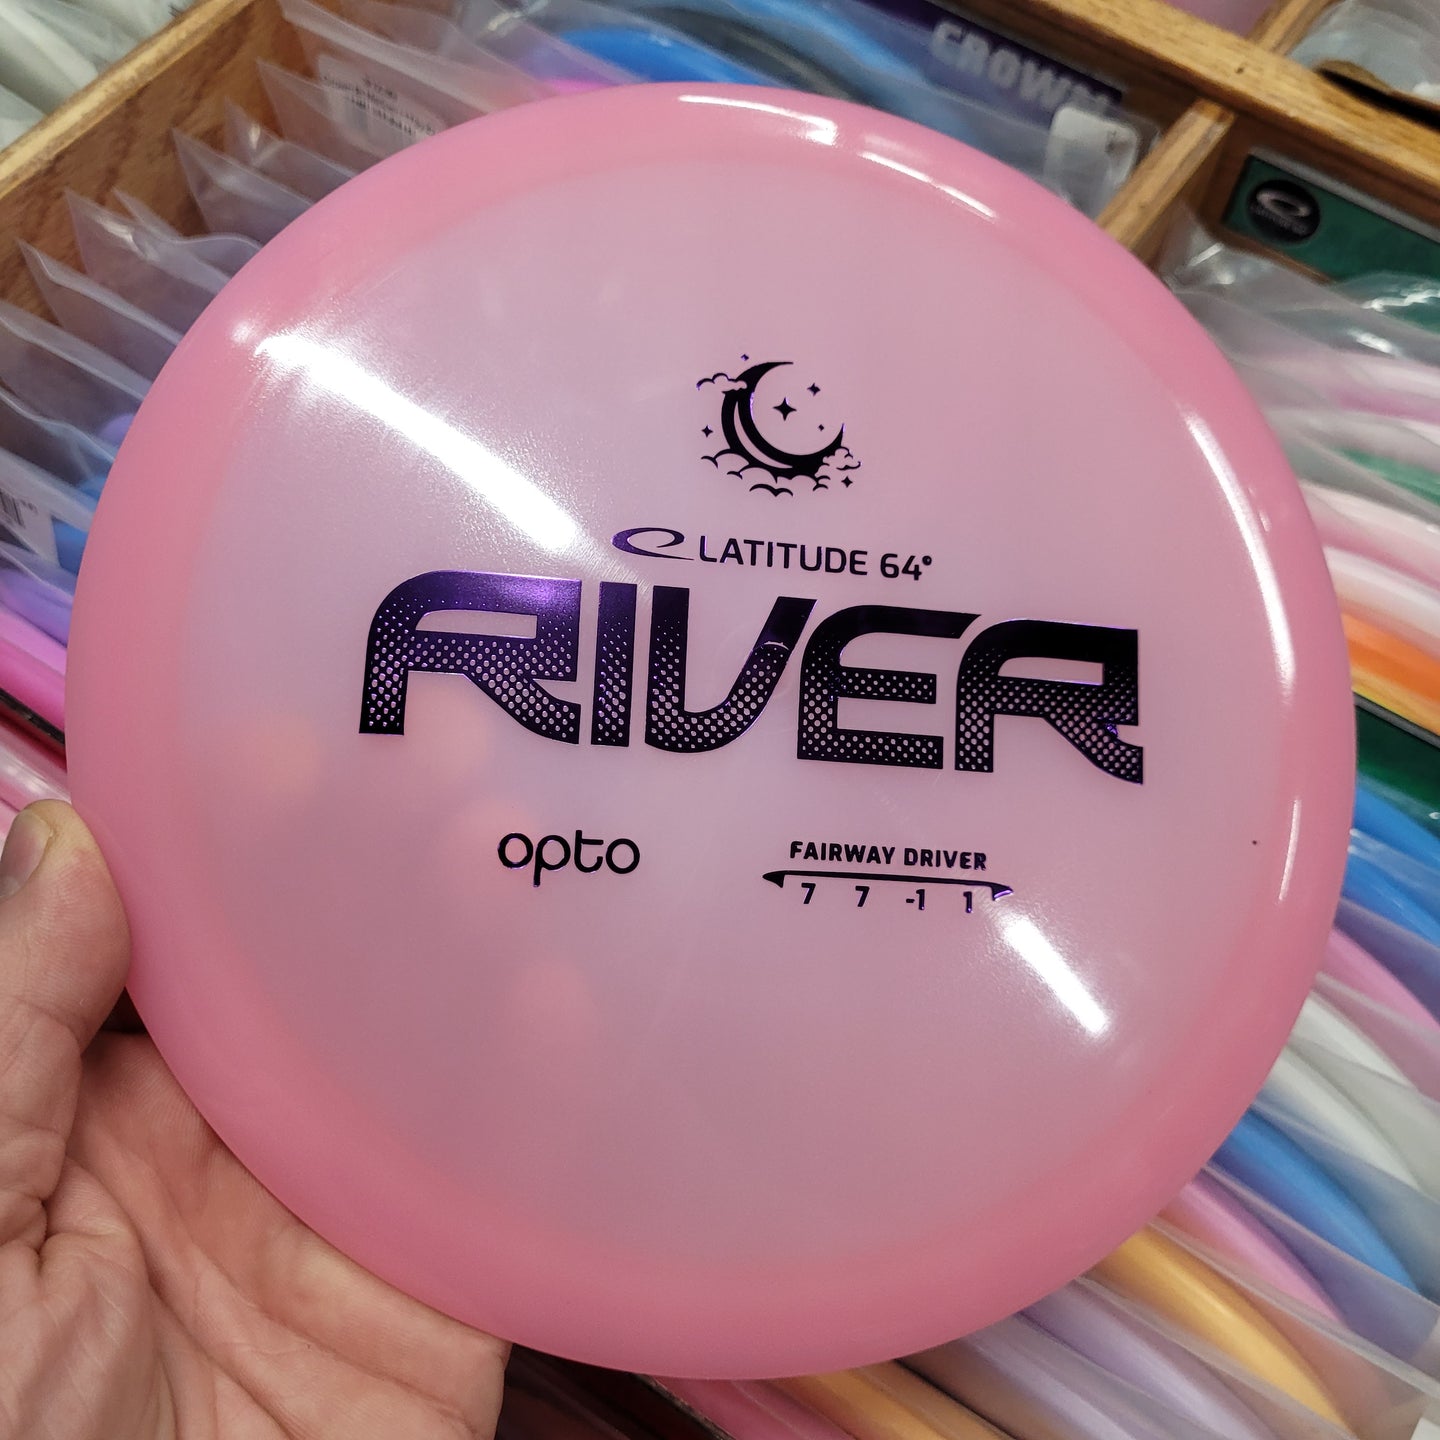 CROWN
LATITUDE 64°
RIVER
opto
FAIRWAY DRIVER
7 7 -1 1